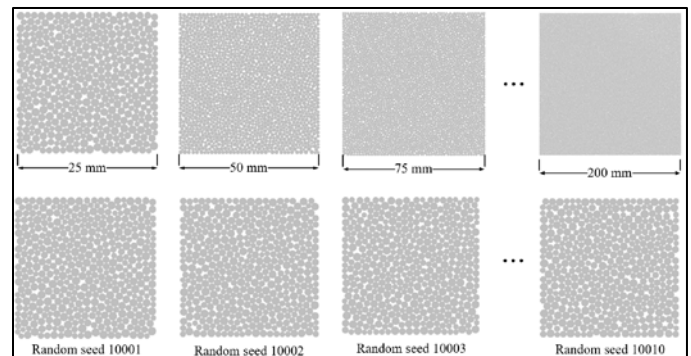 ...
25 mm
50 mm
75 mm
200 mm
...
Random seed 10001
Random seed 10002
Random seed 10003
Random seed 10010